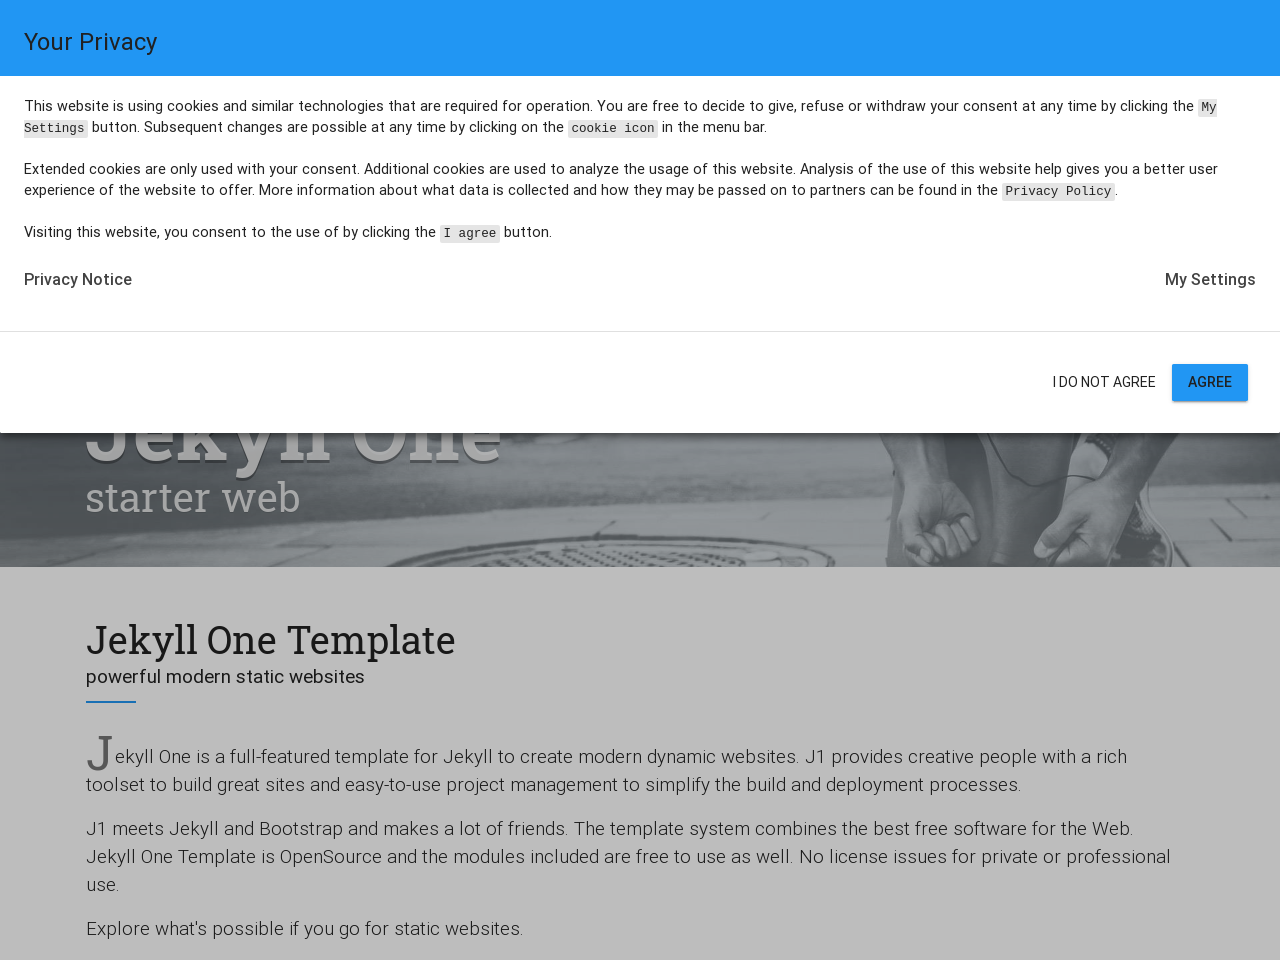 Your Privacy
This website is using cookies and similar technologies that are required for operation. You are free to decide to give, refuse or withdraw your consent at any time by clicking the My
Settings button. Subsequent changes are possible at any time by clicking on the cookie icon in the menu bar.
Extended cookies are only used with your consent. Additional cookies are used to analyze the usage of this website. Analysis of the use of this website help gives you a better user
experience of the website to offer. More information about what data is collected and how they may be passed on to partners can be found in the Privacy Policy.
Visiting this website, you consent to the use of by clicking the I agree button.
Privacy Notice My Settings
I DO NOT AGREE AGREE
Jekyll One
starter web
Jekyll One Template
powerful modern static websites
Jekyll One is a full-featured template for Jekyll to create modern dynamic websites. J1 provides creative people with a rich
toolset to build great sites and easy-to-use project management to simplify the build and deployment processes.
J1 meets Jekyll and Bootstrap and makes a lot of friends. The template system combines the best free software for the Web.
Jekyll One Template is OpenSource and the modules included are free to use as well. No license issues for private or professional
use.
Explore what's possible if you go for static websites.